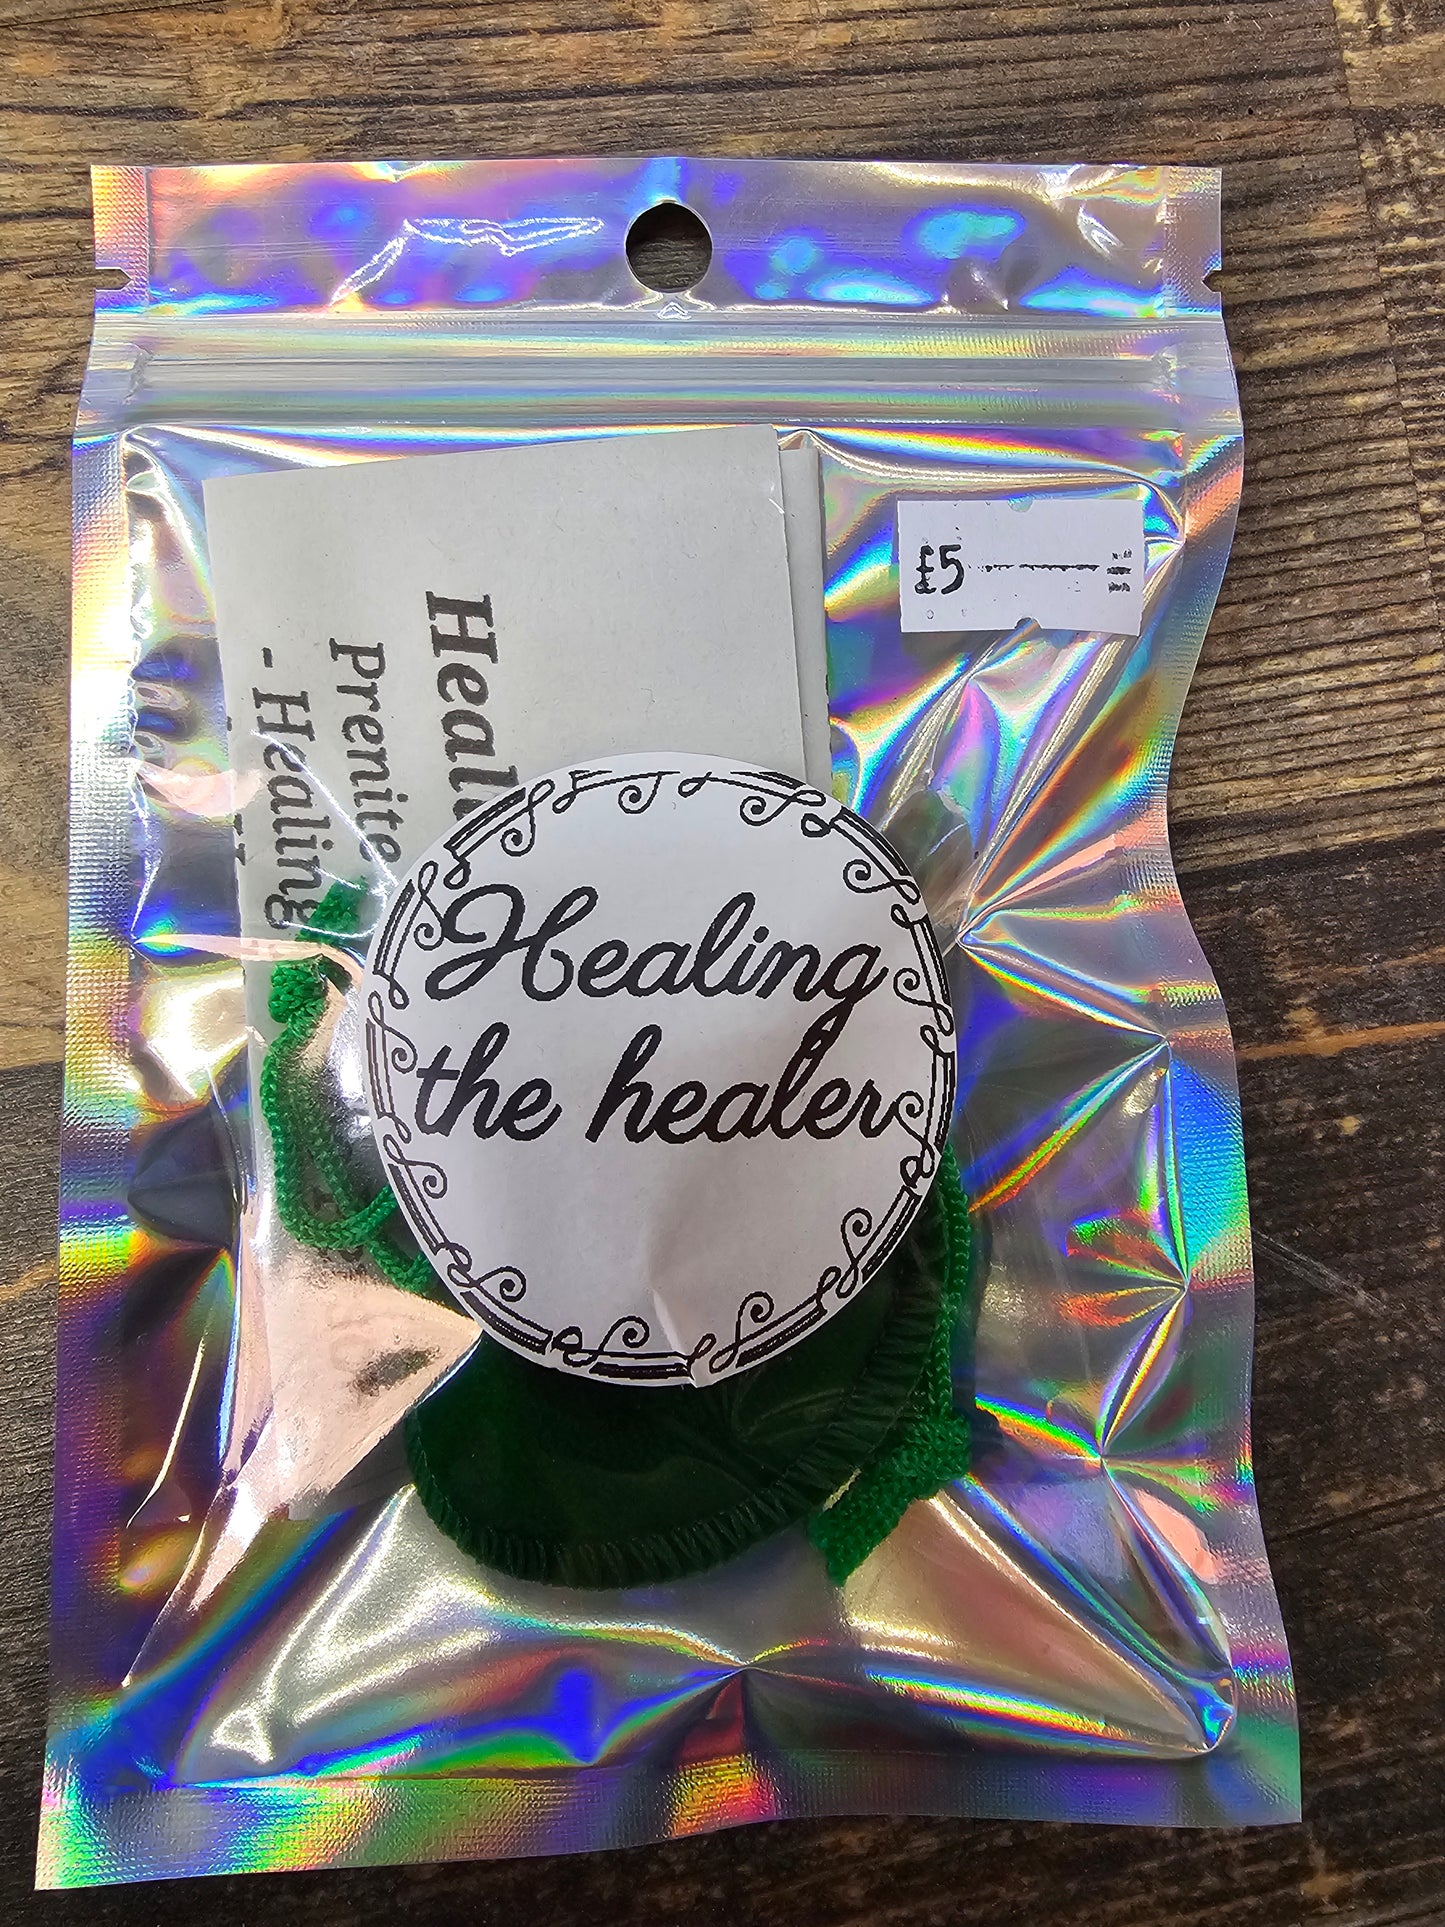 £5
Heal
Prenite
- Healing
Healing
the healer